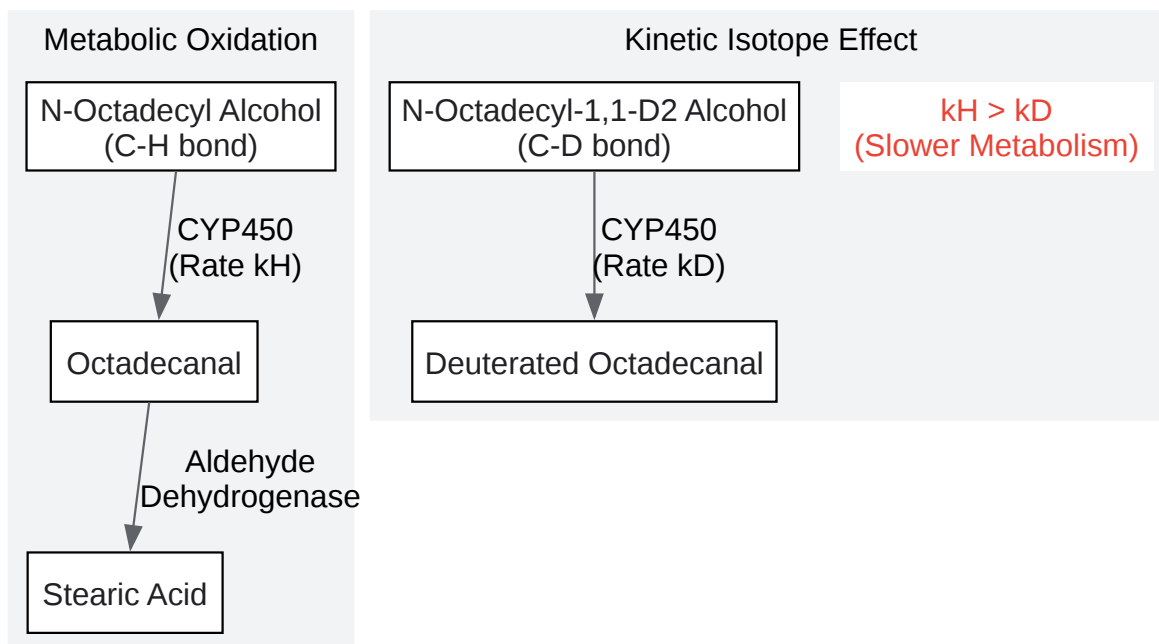 Metabolic Oxidation
N-Octadecyl Alcohol
(C-H bond)
CYP450
(Rate kH)
Octadecanal
Aldehyde
Dehydrogenase
Stearic Acid
Kinetic Isotope Effect
N-Octadecyl-1,1-D2 Alcohol
(C-D bond)
CYP450
(Rate kD)
Deuterated Octadecanal
kH > kD
(Slower Metabolism)